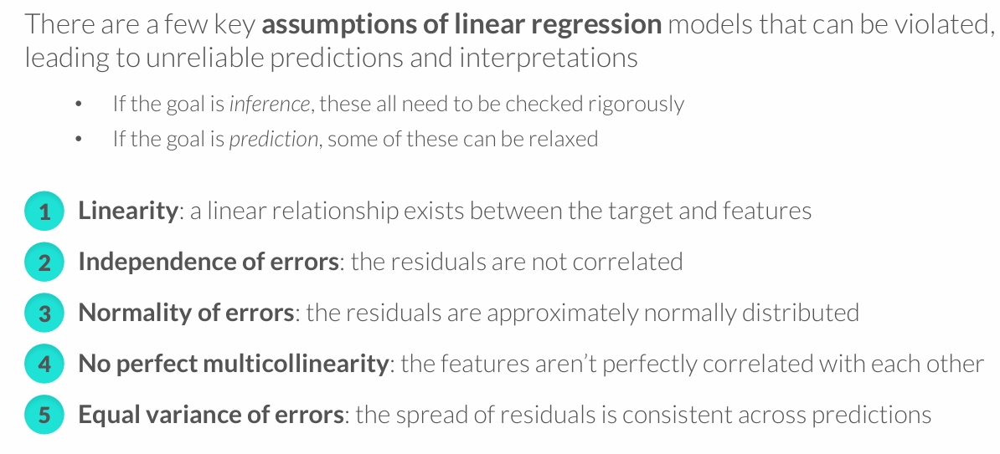 There are a few key assumptions of linear regression models that can be violated,
leading to unreliable predictions and interpretations
• If the goal is inference, these all need to be checked rigorously
• If the goal is prediction, some of these can be relaxed
1 Linearity: a linear relationship exists between the target and features
2 Independence of errors: the residuals are not correlated
3 Normality of errors: the residuals are approximately normally distributed
4 No perfect multicollinearity: the features aren’t perfectly correlated with each other
5 Equal variance of errors: the spread of residuals is consistent across predictions